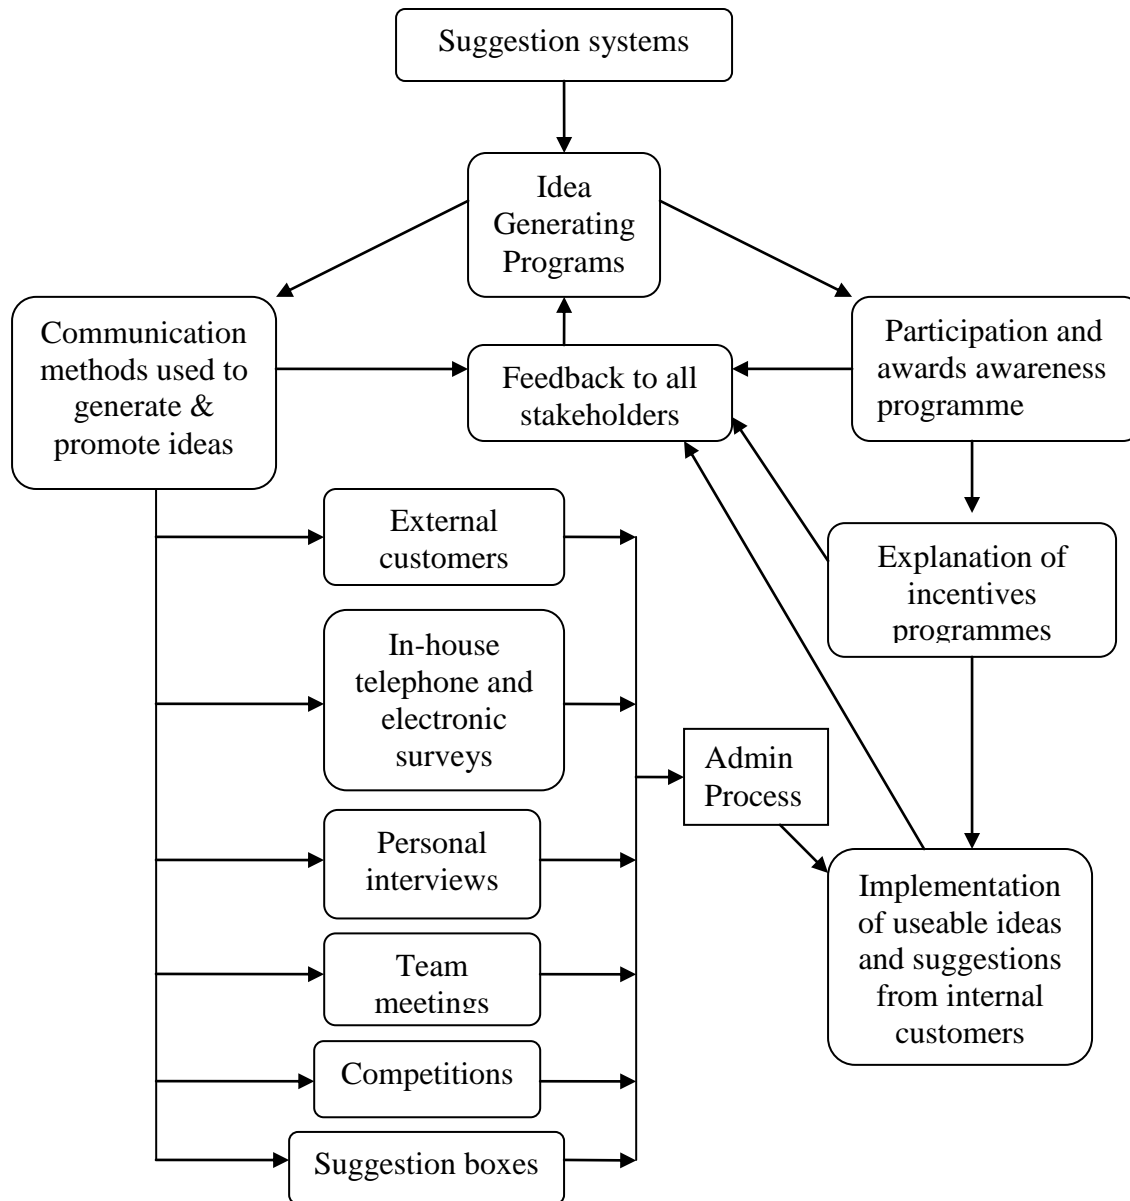 Suggestion systems
Idea
Generating
Programs
Communication
methods used to
generate &
promote ideas
Feedback to all
stakeholders
Participation and
awards awareness
programme
External
customers
Explanation of
incentives
programmes
In-house
telephone and
electronic
surveys
Admin
Process
Personal
interviews
Implementation
of useable ideas
and suggestions
from internal
customers
Team
meetings
Competitions
Suggestion boxes